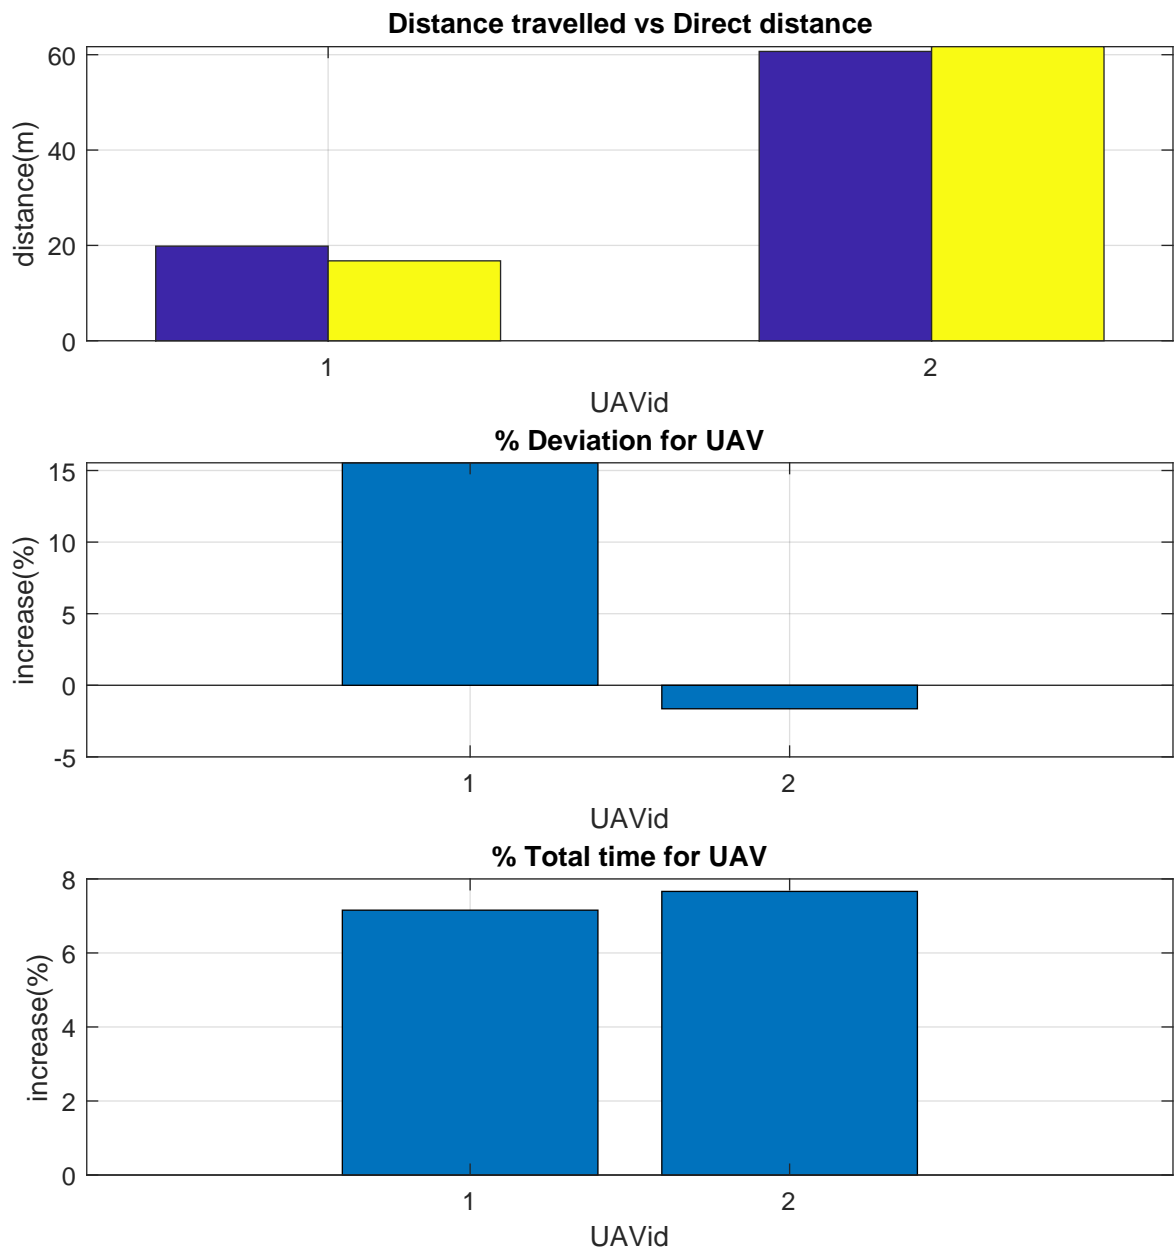 Distance travelled vs Direct distance
60
40
20
0
distance(m)
1
2
UAVid
% Deviation for UAV
15
10
5
0
-5
increase(%)
1
2
UAVid
% Total time for UAV
8
6
4
2
0
increase(%)
1
2
UAVid